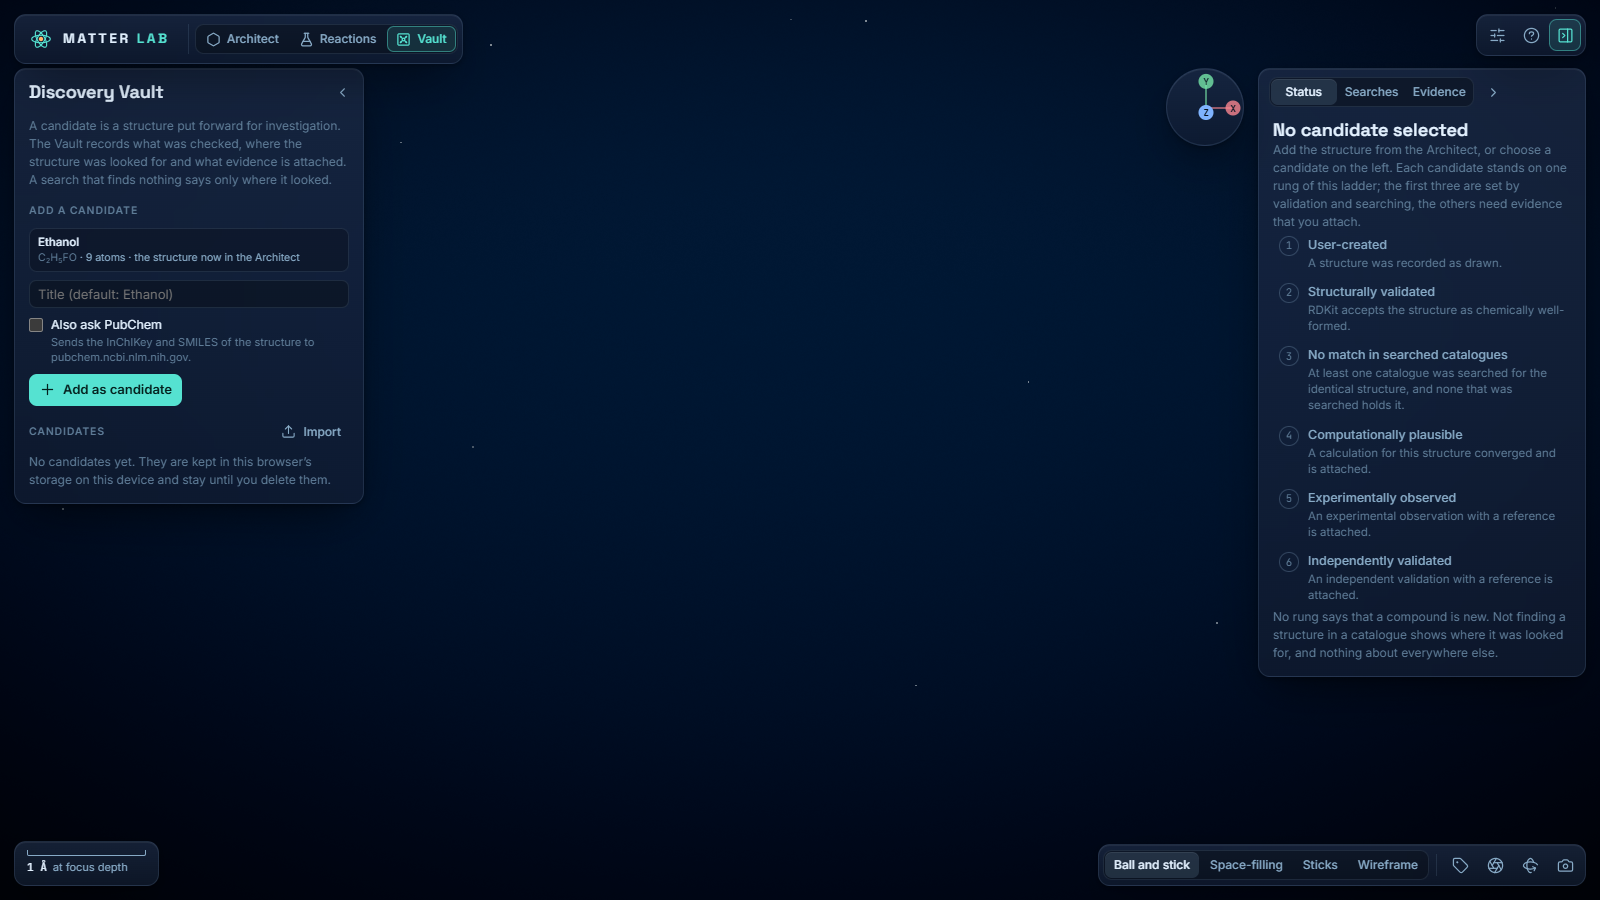 MATTER LAB
Architect
Reactions
Vault
Discovery Vault
A candidate is a structure put forward for investigation.
The Vault records what was checked, where the
structure was looked for and what evidence is attached.
A search that finds nothing says only where it looked.
ADD A CANDIDATE
Ethanol
C₂H₅FO · 9 atoms · the structure now in the Architect
Title (default: Ethanol)
Also ask PubChem
Sends the InChIKey and SMILES of the structure to
pubchem.ncbi.nlm.nih.gov.
Add as candidate
CANDIDATES
Import
No candidates yet. They are kept in this browser's
storage on this device and stay until you delete them.
1 Å at focus depth
Y
X
Z
Status
Searches
Evidence
No candidate selected
Add the structure from the Architect, or choose a
candidate on the left. Each candidate stands on one
rung of this ladder; the first three are set by
validation and searching, the others need evidence
that you attach.
1 User-created
A structure was recorded as drawn.
2 Structurally validated
RDKit accepts the structure as chemically well-
formed.
3 No match in searched catalogues
At least one catalogue was searched for the
identical structure, and none that was
searched holds it.
4 Computationally plausible
A calculation for this structure converged and
is attached.
5 Experimentally observed
An experimental observation with a reference
is attached.
6 Independently validated
An independent validation with a reference is
attached.
No rung says that a compound is new. Not finding a
structure in a catalogue shows where it was looked
for, and nothing about everywhere else.
Ball and stick
Space-filling
Sticks
Wireframe